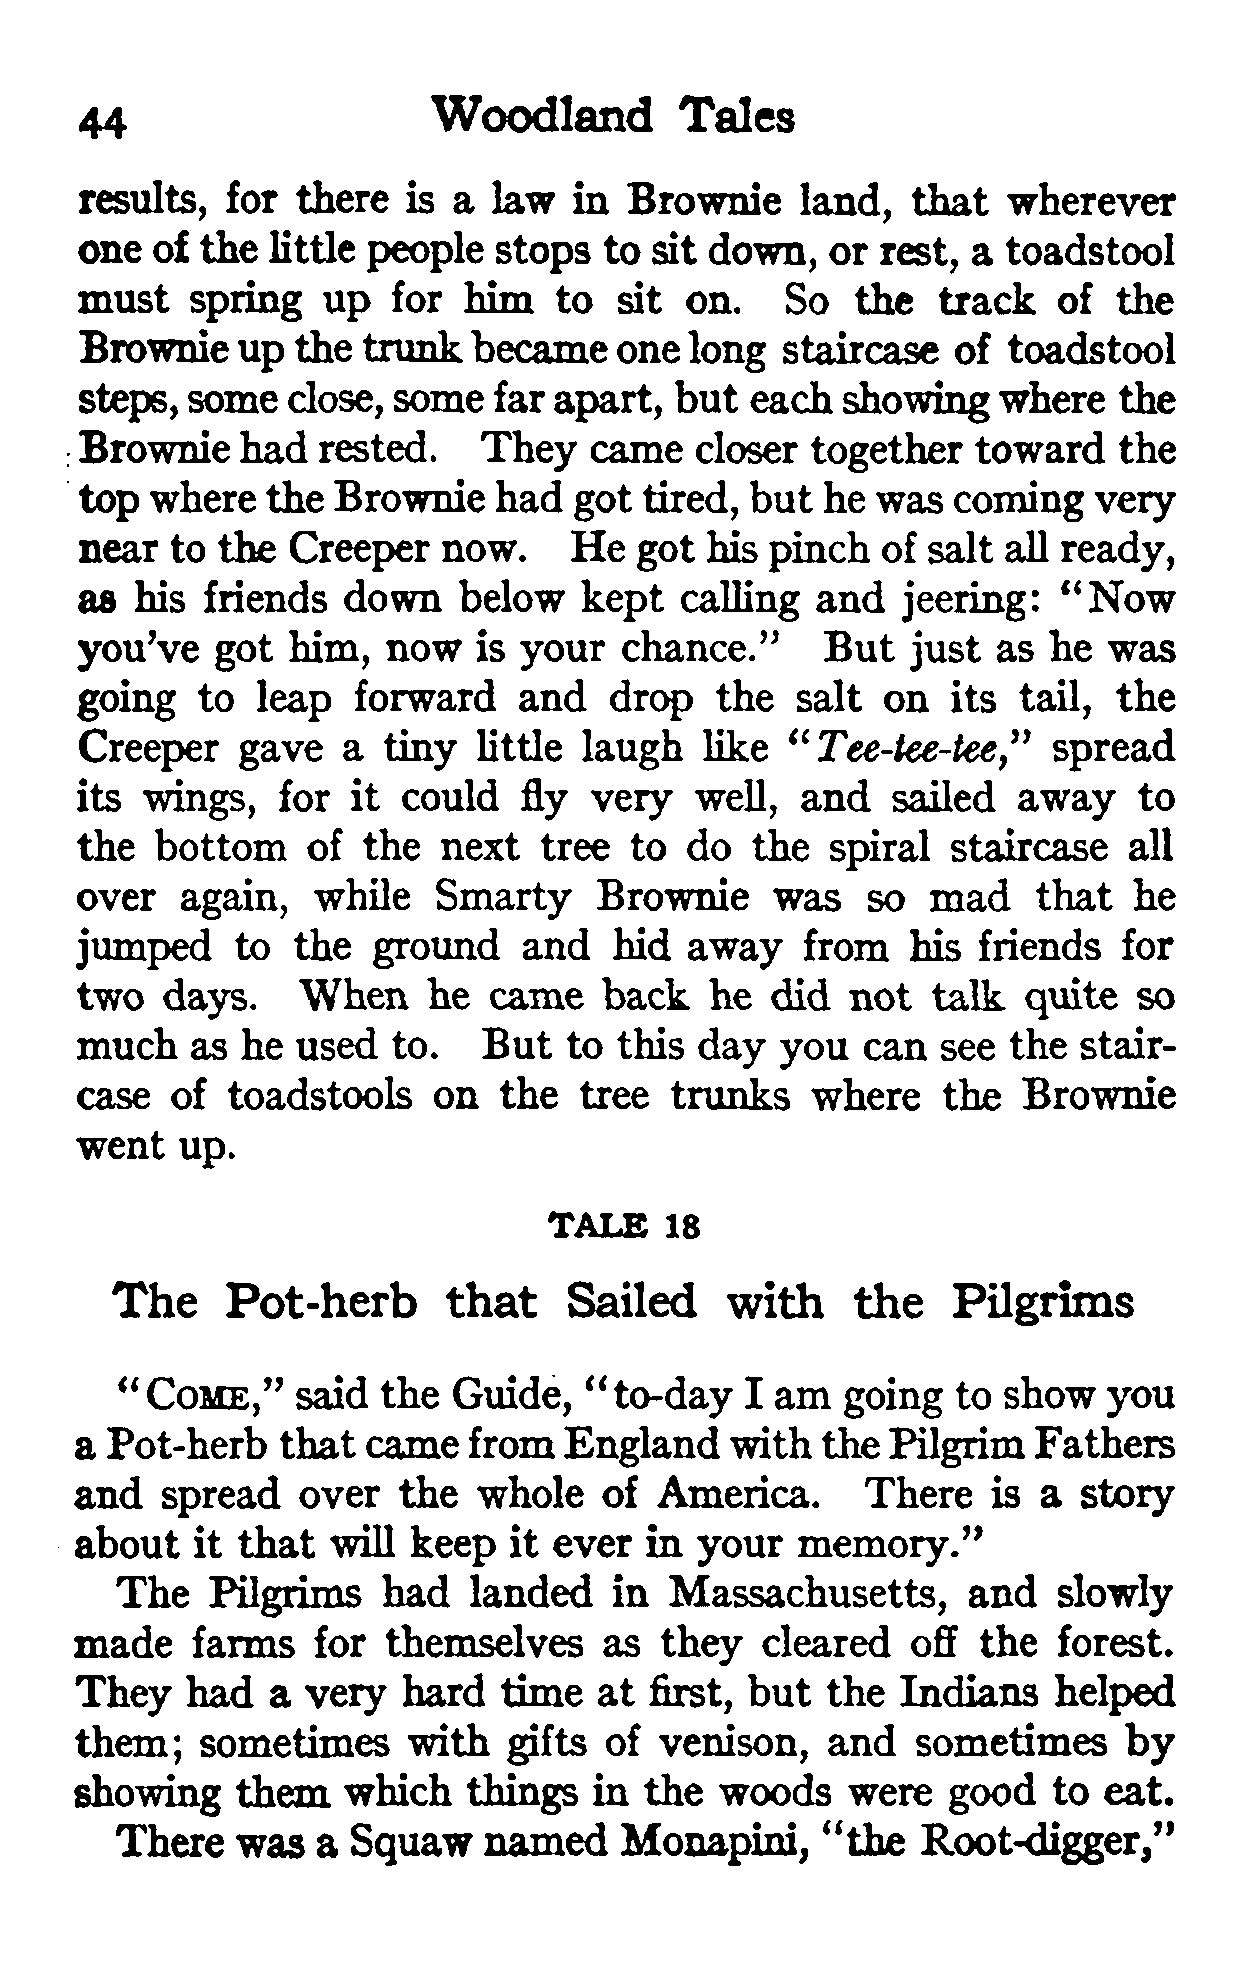 44 Woodland Tales
results, for there is a law in Brownie land, that wherever
one of the little people stops to sit down, or rest, a toadstool
must spring up for him to sit on. So the track of the
Brownie up the trunk became one long staircase of toadstool
steps, some close, some far apart, but each showing where the
Brownie had rested. They came closer together toward the
top where the Brownie had got tired, but he was coming very
near to the Creeper now. He got his pinch of salt all ready,
as his friends down below kept calling and jeering: "Now
you've got him, now is your chance." But just as he was
going to leap forward and drop the salt on its tail, the
Creeper gave a tiny little laugh like "Tee-tee-tee," spread
its wings, for it could fly very well, and sailed away to
the bottom of the next tree to do the spiral staircase all
over again, while Smarty Brownie was so mad that he
jumped to the ground and hid away from his friends for
two days. When he came back he did not talk quite so
much as he used to. But to this day you can see the stair-
case of toadstools on the tree trunks where the Brownie
went up.
TALE 18
The Pot-herb that Sailed with the Pilgrims
"COME," said the Guide, "to-day I am going to show you
a Pot-herb that came from England with the Pilgrim Fathers
and spread over the whole of America. There is a story
about it that will keep it ever in your memory."
The Pilgrims had landed in Massachusetts, and slowly
made farms for themselves as they cleared off the forest.
They had a very hard time at first, but the Indians helped
them; sometimes with gifts of venison, and sometimes by
showing them which things in the woods were good to eat.
There was a Squaw named Monapini, "the Root-digger,"